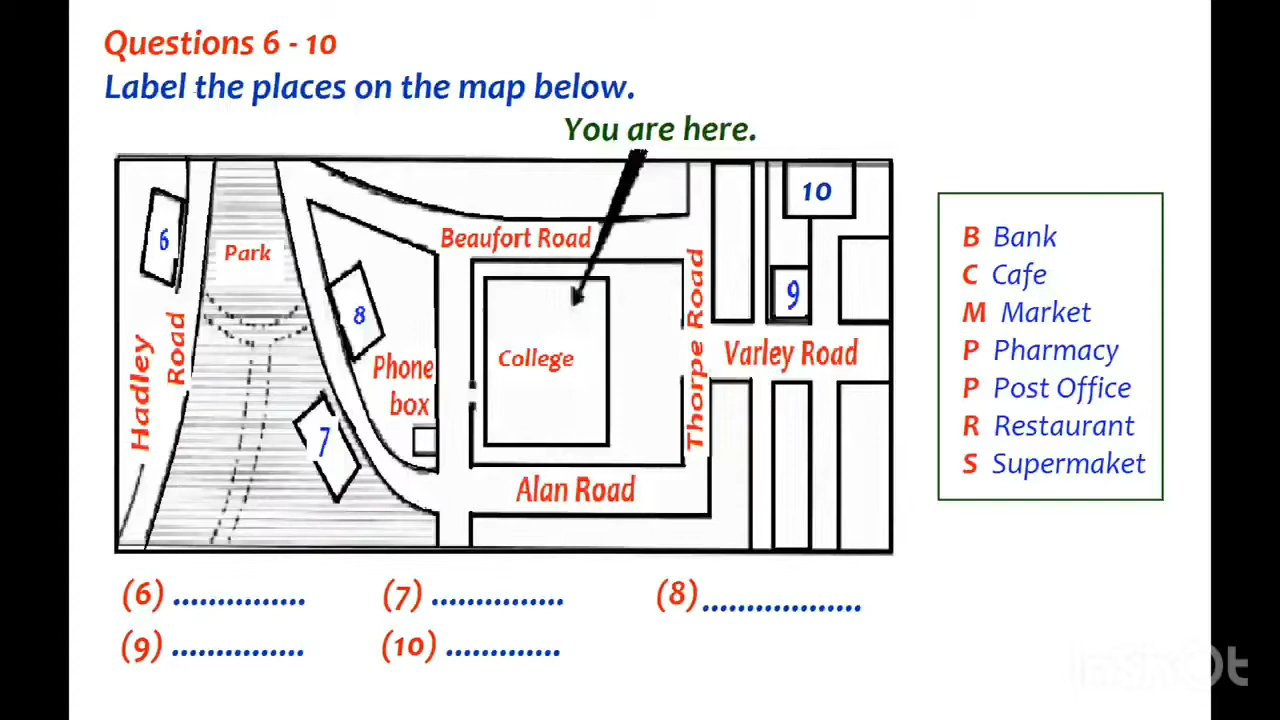 Questions 6 - 10
Label the places on the map below.
You are here.
6
Park
Hadley Road
8
Phone box
7
Beaufort Road
College
Thorpe Road
Alan Road
Varley Road
9
10
B Bank
C Cafe
M Market
P Pharmacy
P Post Office
R Restaurant
S Supermaket
(6) ...............
(7) ...............
(8) ..................
(9) ...............
(10) .............